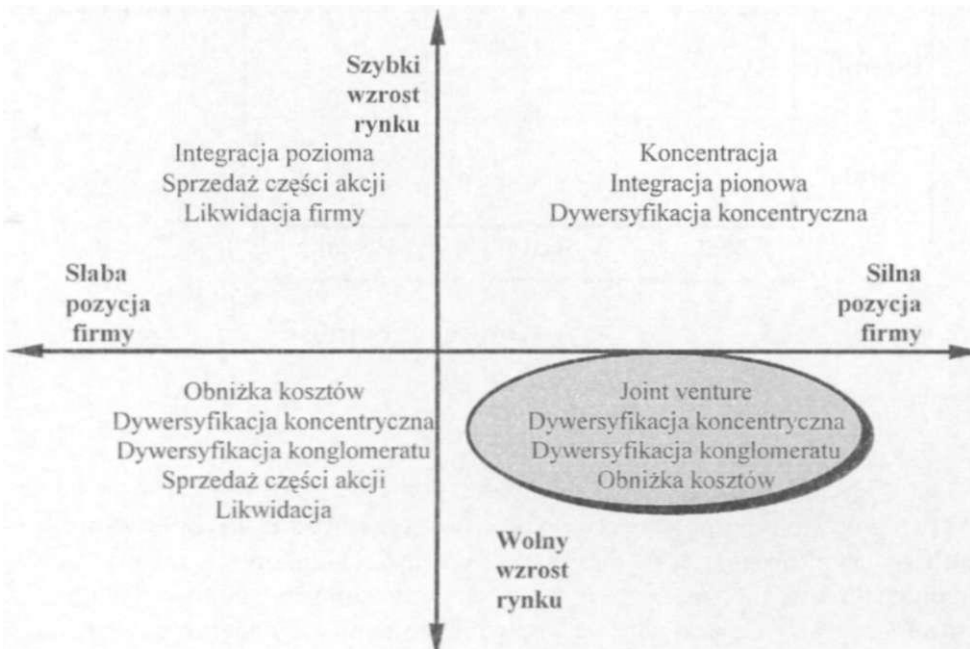 Szybki
wzrost
rynku
Integracja pozioma
Sprzedaż części akcji
Likwidacja firmy
Koncentracja
Integracja pionowa
Dywersyfikacja koncentryczna
Słaba
pozycja
firmy
Silna
pozycja
firmy
Obniżka kosztów
Dywersyfikacja koncentryczna
Dywersyfikacja konglomeratu
Sprzedaż części akcji
Likwidacja
Joint venture
Dywersyfikacja koncentryczna
Dywersyfikacja konglomeratu
Obniżka kosztów
Wolny
wzrost
rynku